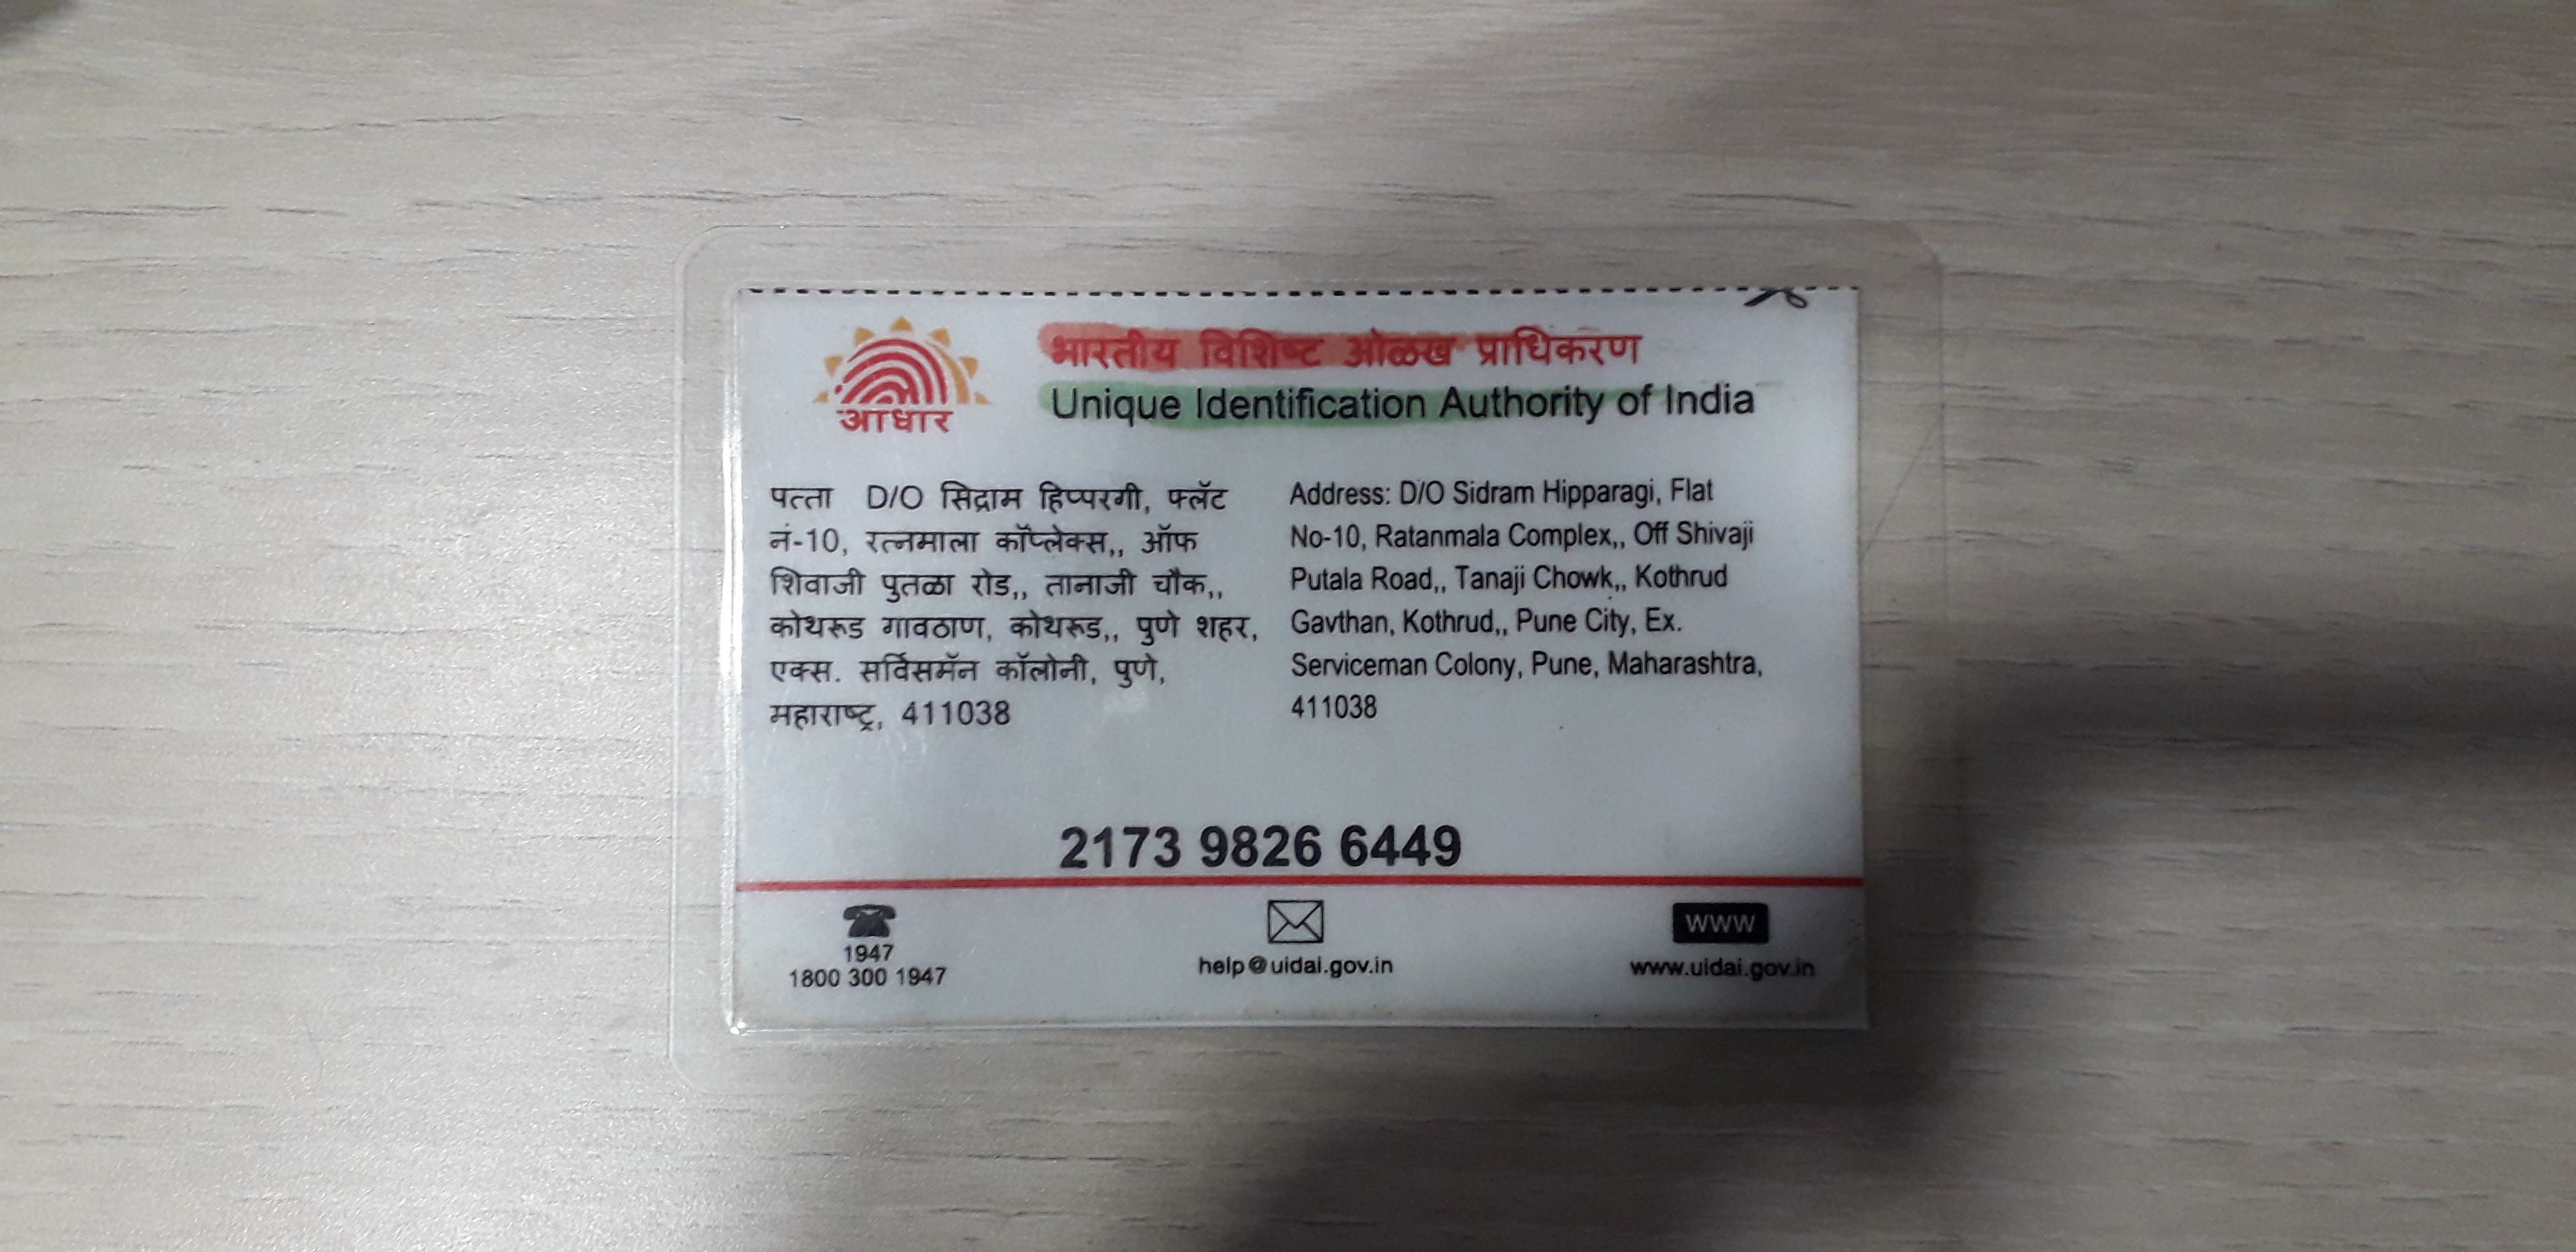 भारतीय विशिष्ट ओळख प्राधिकरण
Unique Identification Authority of India
आधार
पत्ता D/O सिद्राम हिप्परगी, फ्लॅट
नं-10, रत्नमाला कॉप्लेक्स,, ऑफ
शिवाजी पुतळा रोड,, तानाजी चौक,,
कोथरूड गावठाण, कोथरूड,, पुणे शहर,
एक्स. सर्विसमॅन कॉलोनी, पुणे,
महाराष्ट्र, 411038
Address: D/O Sidram Hipparagi, Flat
No-10, Ratanmala Complex,, Off Shivaji
Putala Road,, Tanaji Chowk,, Kothrud
Gavthan, Kothrud,, Pune City, Ex.
Serviceman Colony, Pune, Maharashtra,
411038
2173 9826 6449
1947
1800 300 1947
help@uidai.gov.in
WWW
www.uidai.gov.in